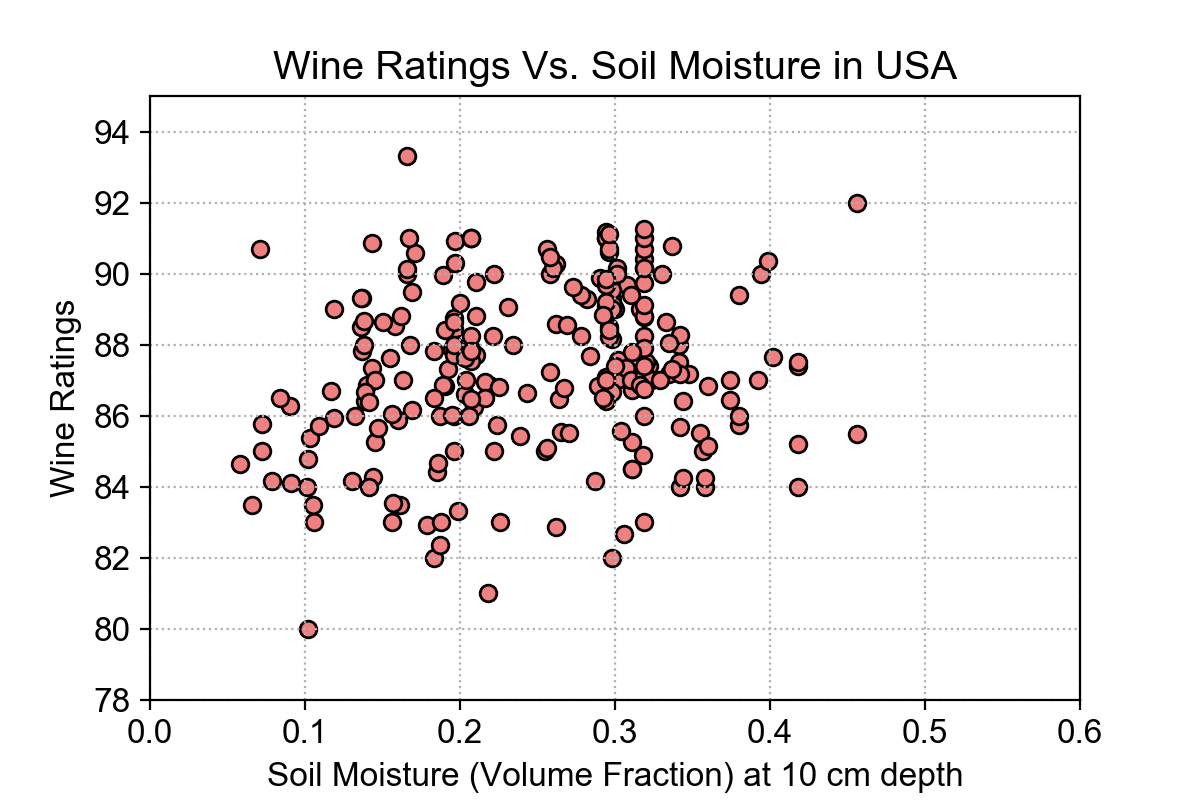 Wine Ratings Vs. Soil Moisture in USA
Wine Ratings
94
92
90
88
86
84
82
80
78
0.0 0.1 0.2 0.3 0.4 0.5 0.6
Soil Moisture (Volume Fraction) at 10 cm depth